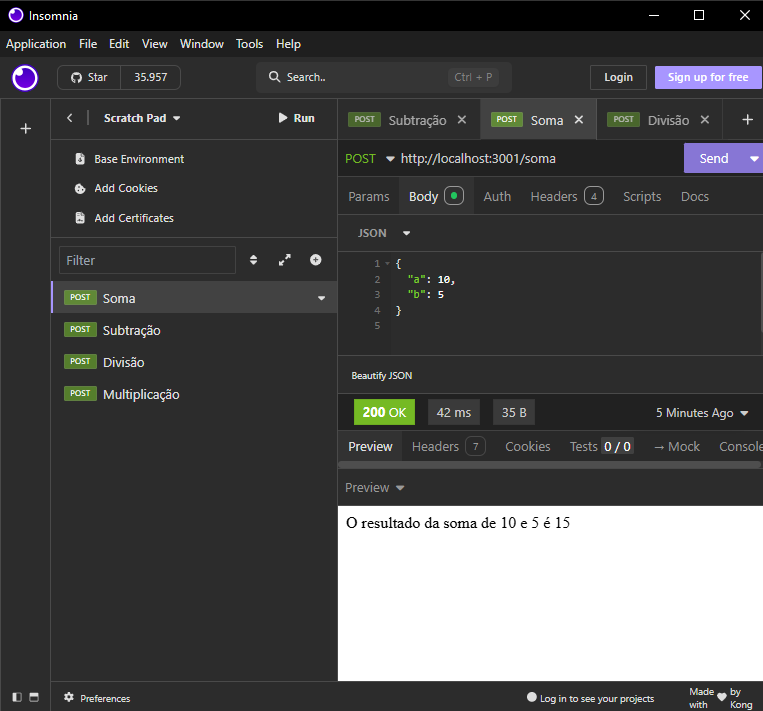 Insomnia
Application File Edit View Window Tools Help
Star 35.957 Search.. Ctrl + P Login Sign up for free
Scratch Pad Run
POST Subtração POST Soma POST Divisão
Base Environment
Add Cookies
Add Certificates
POST http://localhost:3001/soma Send
Params Body Auth Headers 4 Scripts Docs
JSON
Filter
POST Soma
POST Subtração
POST Divisão
POST Multiplicação
1 {
2 "a": 10,
3 "b": 5
4 }
5
Beautify JSON
200 OK 42 ms 35 B 5 Minutes Ago
Preview Headers 7 Cookies Tests 0 / 0 → Mock Console
Preview
O resultado da soma de 10 e 5 é 15
Preferences Log in to see your projects Made with by Kong